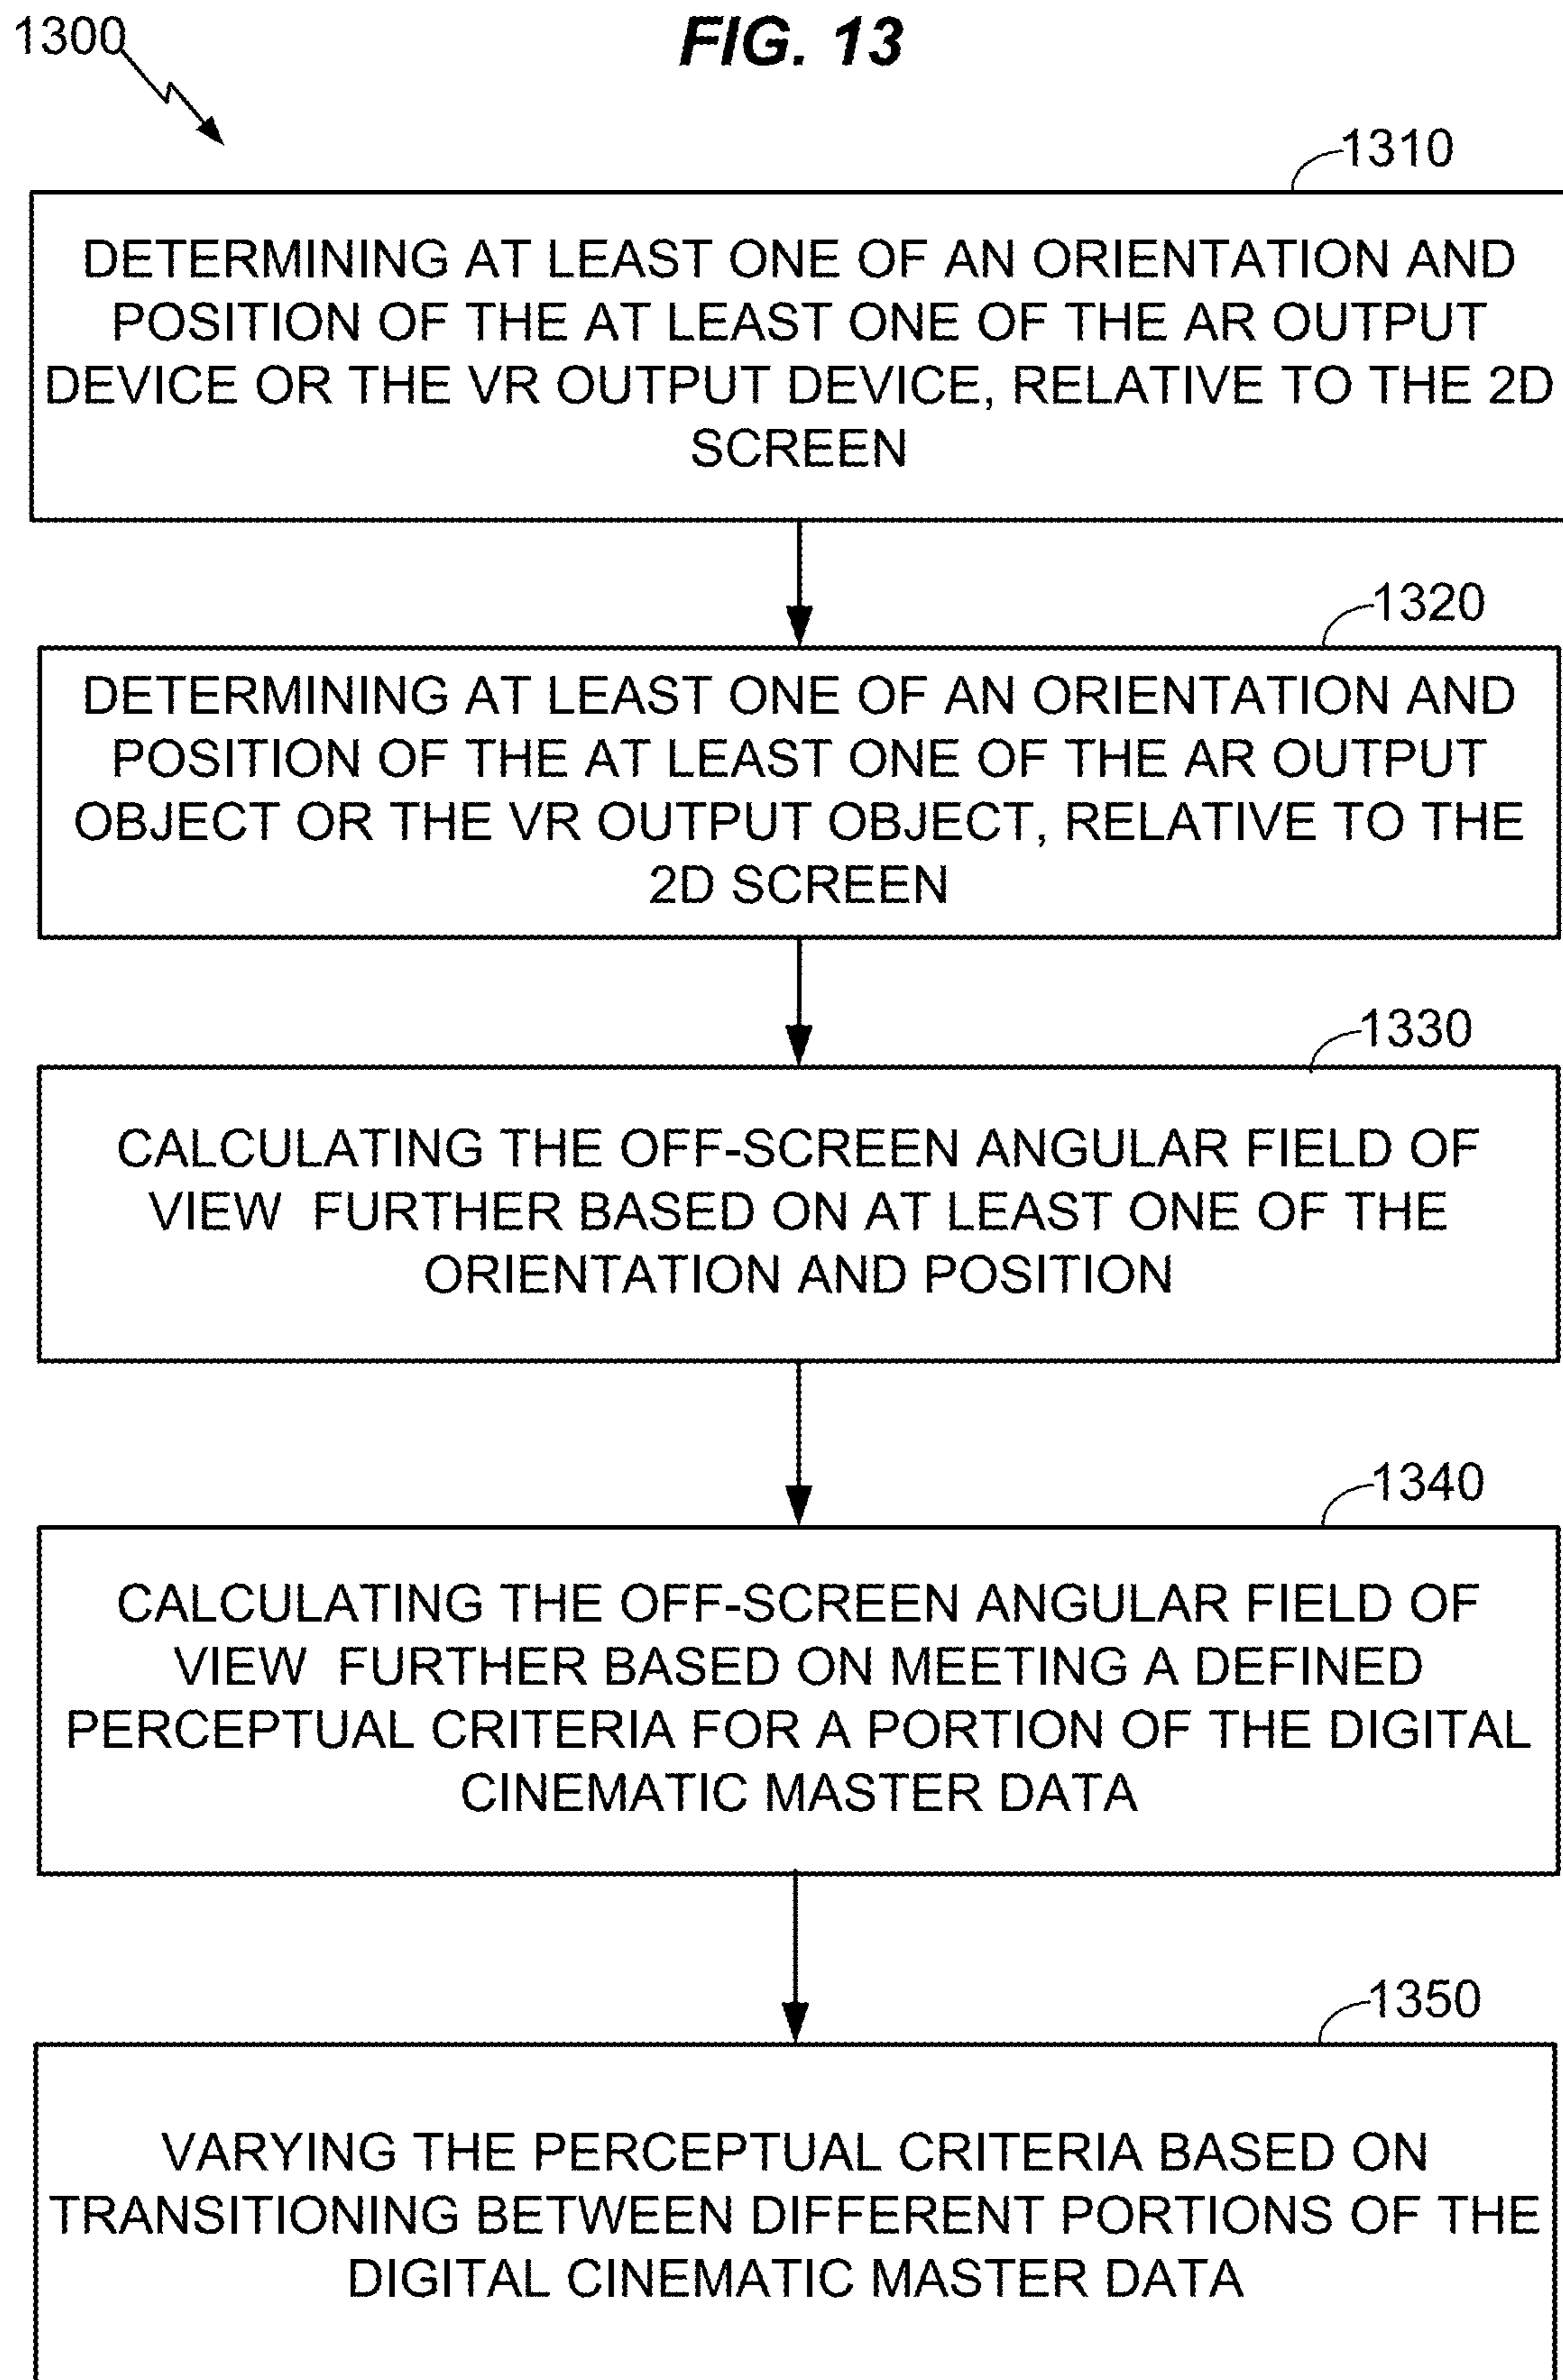 1300
FIG. 13
1310
DETERMINING AT LEAST ONE OF AN ORIENTATION AND
POSITION OF THE AT LEAST ONE OF THE AR OUTPUT
DEVICE OR THE VR OUTPUT DEVICE, RELATIVE TO THE 2D
SCREEN
1320
DETERMINING AT LEAST ONE OF AN ORIENTATION AND
POSITION OF THE AT LEAST ONE OF THE AR OUTPUT
OBJECT OR THE VR OUTPUT OBJECT, RELATIVE TO THE
2D SCREEN
1330
CALCULATING THE OFF-SCREEN ANGULAR FIELD OF
VIEW FURTHER BASED ON AT LEAST ONE OF THE
ORIENTATION AND POSITION
1340
CALCULATING THE OFF-SCREEN ANGULAR FIELD OF
VIEW FURTHER BASED ON MEETING A DEFINED
PERCEPTUAL CRITERIA FOR A PORTION OF THE DIGITAL
CINEMATIC MASTER DATA
1350
VARYING THE PERCEPTUAL CRITERIA BASED ON
TRANSITIONING BETWEEN DIFFERENT PORTIONS OF THE
DIGITAL CINEMATIC MASTER DATA